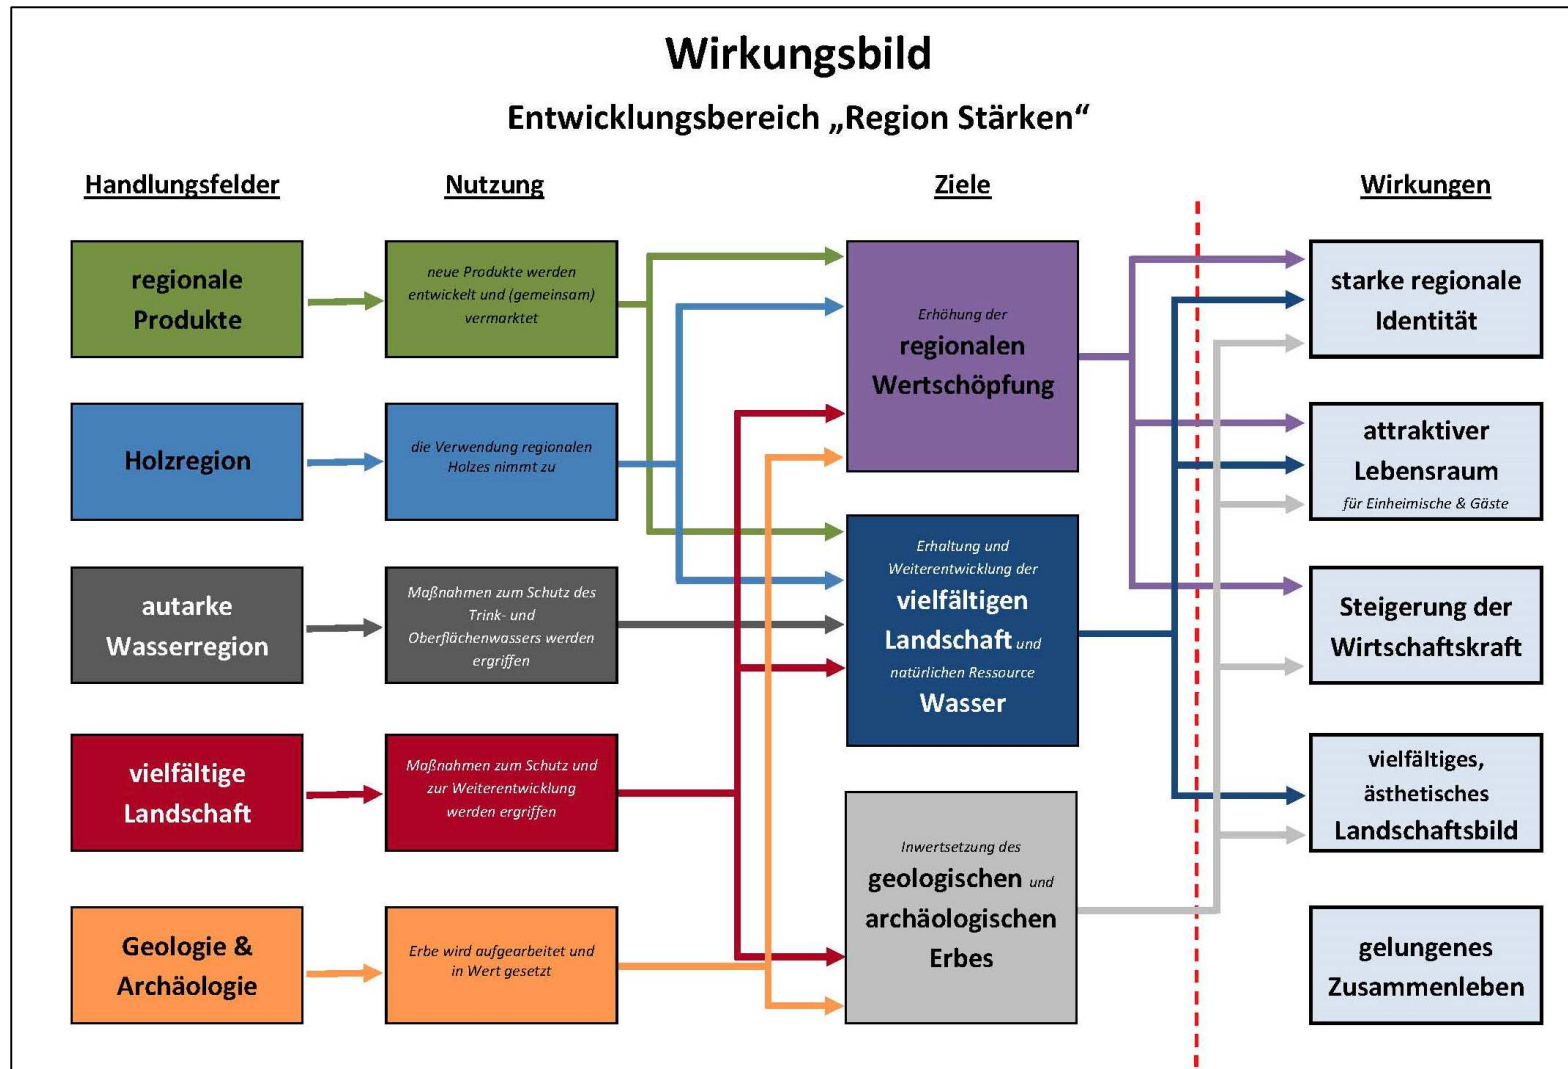 Wirkungsbild
Entwicklungsbereich „Region Stärken“
Handlungsfelder
Nutzung
Ziele
Wirkungen
regionale
Produkte
neue Produkte werden
entwickelt und (gemeinsam)
vermarktet
Holzregion
die Verwendung regionalen
Holzes nimmt zu
autarke
Wasserregion
Maßnahmen zum Schutz des
Trink- und
Oberflächenwassers werden
ergriffen
vielfältige
Landschaft
Maßnahmen zum Schutz und
zur Weiterentwicklung
werden ergriffen
Geologie &
Archäologie
Erbe wird aufgearbeitet und
in Wert gesetzt
Erhöhung der
regionalen
Wertschöpfung
Erhaltung und
Weiterentwicklung der
vielfältigen
Landschaft und
natürlichen Ressource
Wasser
Inwertsetzung des
geologischen und
archäologischen
Erbes
starke regionale
Identität
attraktiver
Lebensraum
für Einheimische & Gäste
Steigerung der
Wirtschaftskraft
vielfältiges,
ästhetisches
Landschaftsbild
gelungenes
Zusammenleben